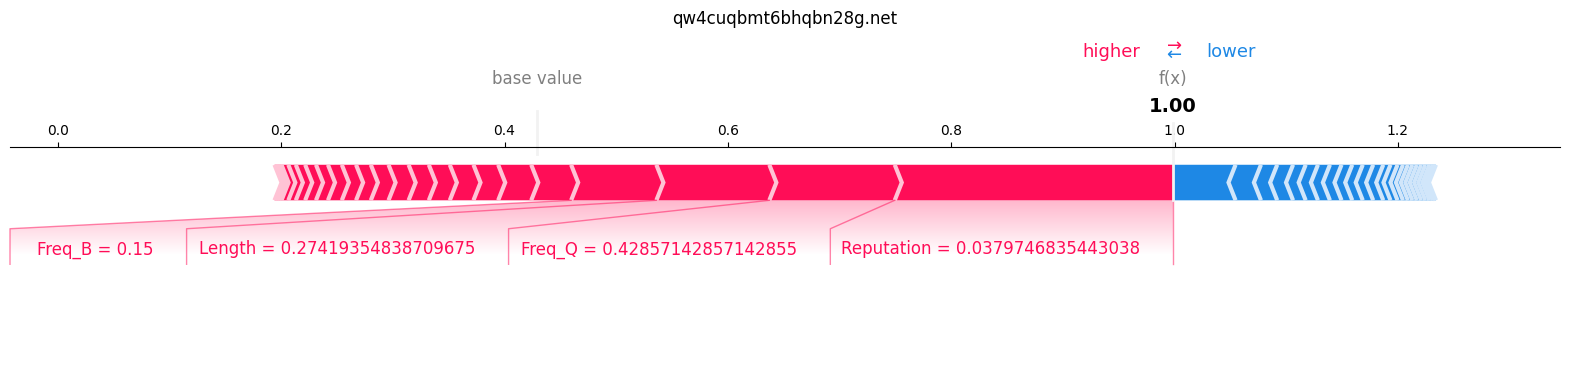 qw4cuqbmt6bhqbn28g.net
higher ⇄ lower
base value f(x)
1.00
0.0 0.2 0.4 0.6 0.8 1.0 1.2
Freq_B = 0.15 Length = 0.27419354838709675 Freq_Q = 0.42857142857142855 Reputation = 0.0379746835443038